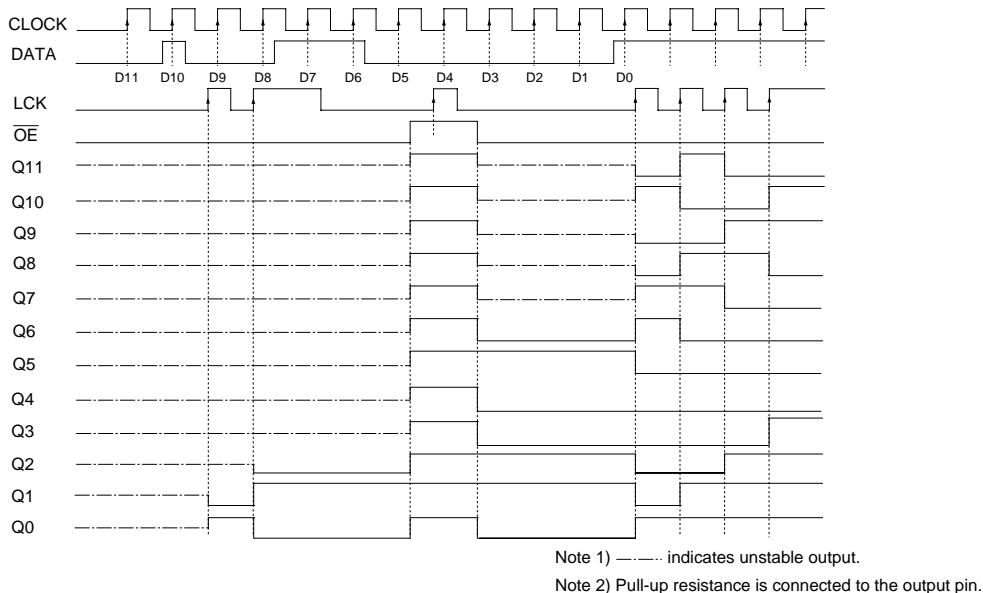 CLOCK
DATA
D11 D10 D9 D8 D7 D6 D5 D4 D3 D2 D1 D0
LCK
OE
Q11
Q10
Q9
Q8
Q7
Q6
Q5
Q4
Q3
Q2
Q1
Q0
Note 1) indicates unstable output.
Note 2) Pull-up resistance is connected to the output pin.